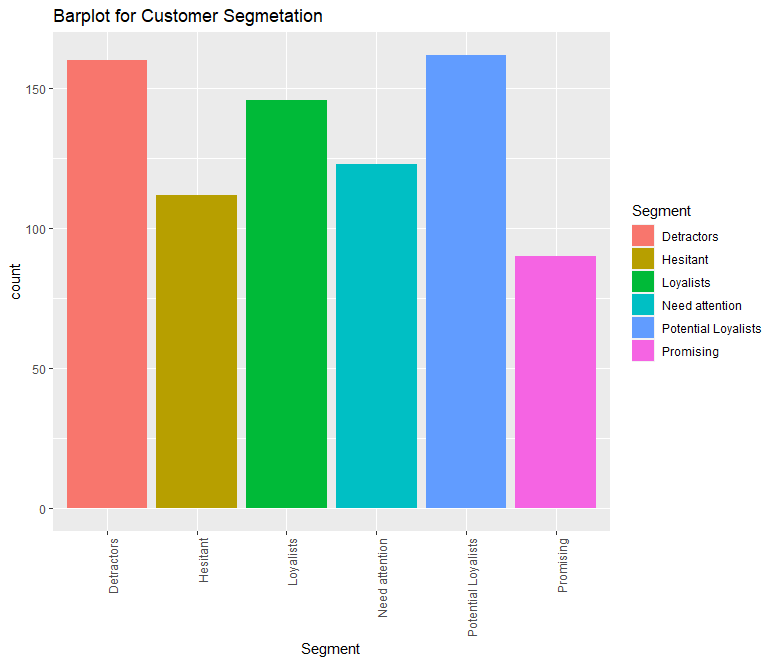 Barplot for Customer Segmetation
count
150
100
50
0
Detractors
Hesitant
Loyalists
Need attention
Potential Loyalists
Promising
Segment
Segment
Detractors
Hesitant
Loyalists
Need attention
Potential Loyalists
Promising